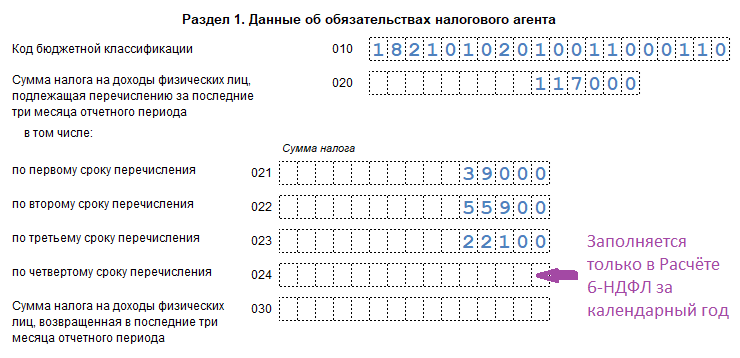 Раздел 1. Данные об обязательствах налогового агента
Код бюджетной классификации 010 18210102010011000110
Сумма налога на доходы физических лиц,
подлежащая перечислению за последние
три месяца отчетного периода 020 117000
в том числе:
Сумма налога
по первому сроку перечисления 021 39000
по второму сроку перечисления 022 55900
по третьему сроку перечисления 023 22100
по четвертому сроку перечисления 024
Заполняется
только в Расчёте
6-НДФЛ за
календарный год
Сумма налога на доходы физических
лиц, возвращенная в последние три
месяца отчетного периода 030